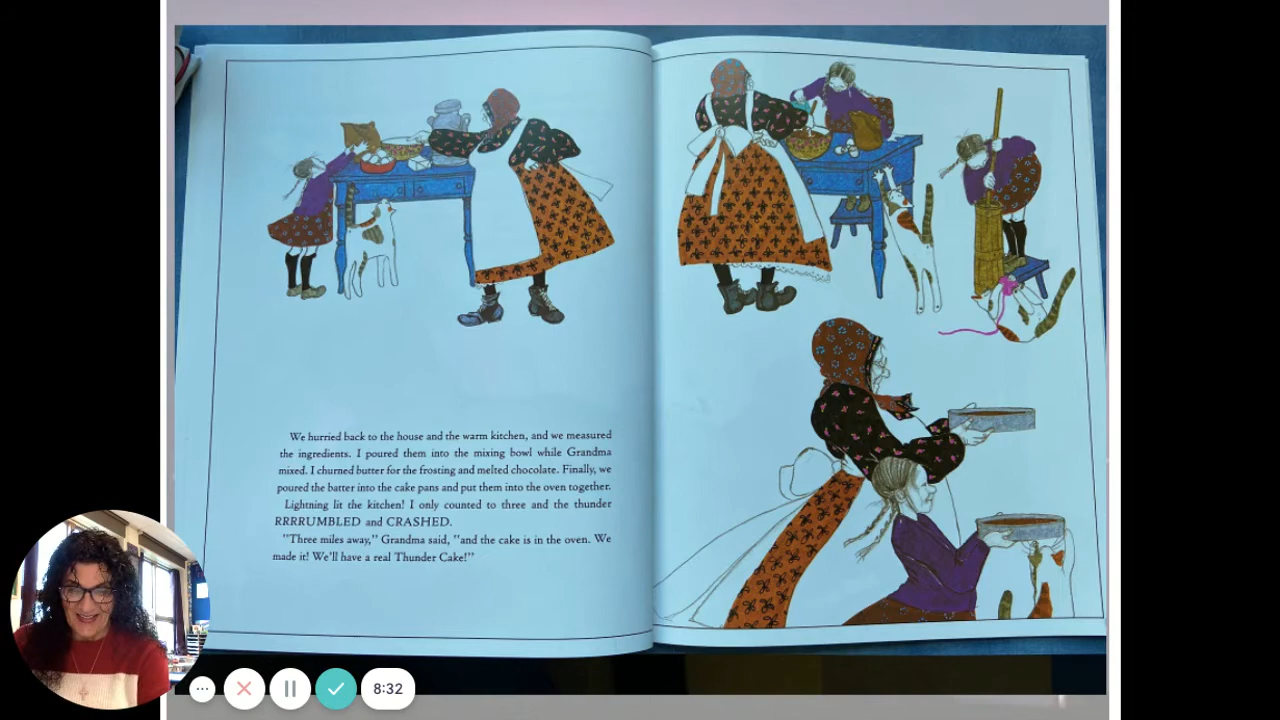 We hurried back to the house and the warm kitchen, and we measured
the ingredients. I poured them into the mixing bowl while Grandma
mixed. I churned butter for the frosting and melted chocolate. Finally, we
poured the batter into the cake pans and put them into the oven together.
Lightning lit the kitchen! I only counted to three and the thunder
RRRRUMBLED and CRASHED.
"Three miles away," Grandma said, "and the cake is in the oven. We
made it! We'll have a real Thunder Cake!"
8:32